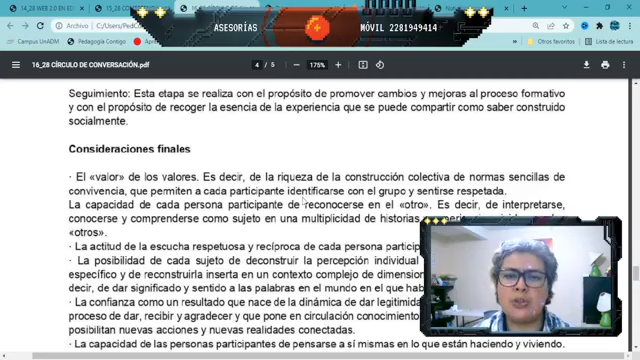 ASESORÍAS
MÓVIL 2281949414
Archivo
Campus UnADM
Pedagogía Contigo
Otros favoritos
Lista de lectura
16_28 CÍRCULO DE CONVERSACIÓN.pdf
4 / 5
175%
Seguimiento: Esta etapa se realiza con el propósito de promover cambios y mejoras al proceso formativo
y con el propósito de recoger la esencia de la experiencia que se puede compartir como saber construido
socialmente.
Consideraciones finales
· El «valor» de los valores. Es decir, de la riqueza de la construcción colectiva de normas sencillas de
convivencia, que permiten a cada participante identificarse con el grupo y sentirse respetada.
La capacidad de cada persona participante de reconocerse en el «otro». Es decir, de interpretarse,
conocerse y comprenderse como sujeto en una multiplicidad de historias
«otros».
· La actitud de la escucha respetuosa y recíproca de cada persona
· La posibilidad de cada sujeto de deconstruir la percepción individual
específico y de reconstruirla inserta en un contexto complejo de
decir, de dar significado y sentido a las palabras en el mundo en el que
· La confianza como un resultado que nace de la dinámica de dar
proceso de dar, recibir y agradecer y que pone en circulación
posibilitan nuevas acciones y nuevas realidades conectadas.
· La capacidad de las personas participantes de pensarse a sí mismas en lo que están haciendo y viviendo.